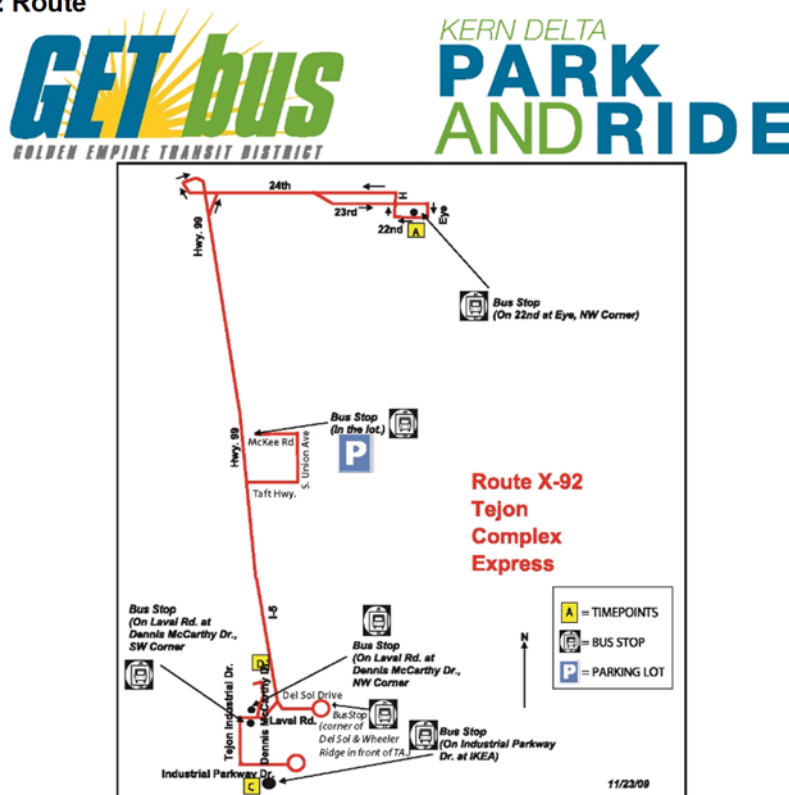 Route
GET bus
GOLDEN EMPIRE TRANSIT DISTRICT
KERN DELTA
PARK
AND RIDE
24th
H
23rd
Eye
22nd
A
Hwy. 99
Bus Stop
(On 22nd at Eye, NW Corner)
Bus Stop
(In the lot.)
P
McKee Rd
Hwy. 99
S. Union Ave
Taft Hwy.
Route X-92
Tejon
Complex
Express
A = TIMEPOINTS
= BUS STOP
P = PARKING LOT
N
I-5
Bus Stop
(On Laval Rd. at
Dennis McCarthy Dr.,
SW Corner
Bus Stop
(On Laval Rd. at
Dennis McCarthy Dr.,
NW Corner
D
Tejon Industrial Dr.
Dennis McCarthy Dr.
Del Sol Drive
Laval Rd.
Bus Stop
(corner of
Del Sol & Wheeler
Ridge in front of TA.)
Bus Stop
(On Industrial Parkway
Dr. at IKEA)
Industrial Parkway Dr.
C
11/23/09